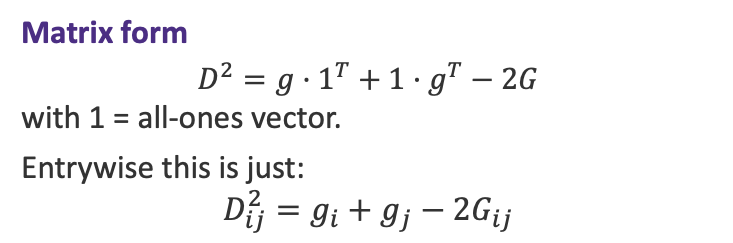 Matrix form
D² = g · 1ᵀ + 1 · gᵀ − 2G
with 1 = all-ones vector.
Entrywise this is just:
D²ᵢⱼ = gᵢ + gⱼ − 2Gᵢⱼ